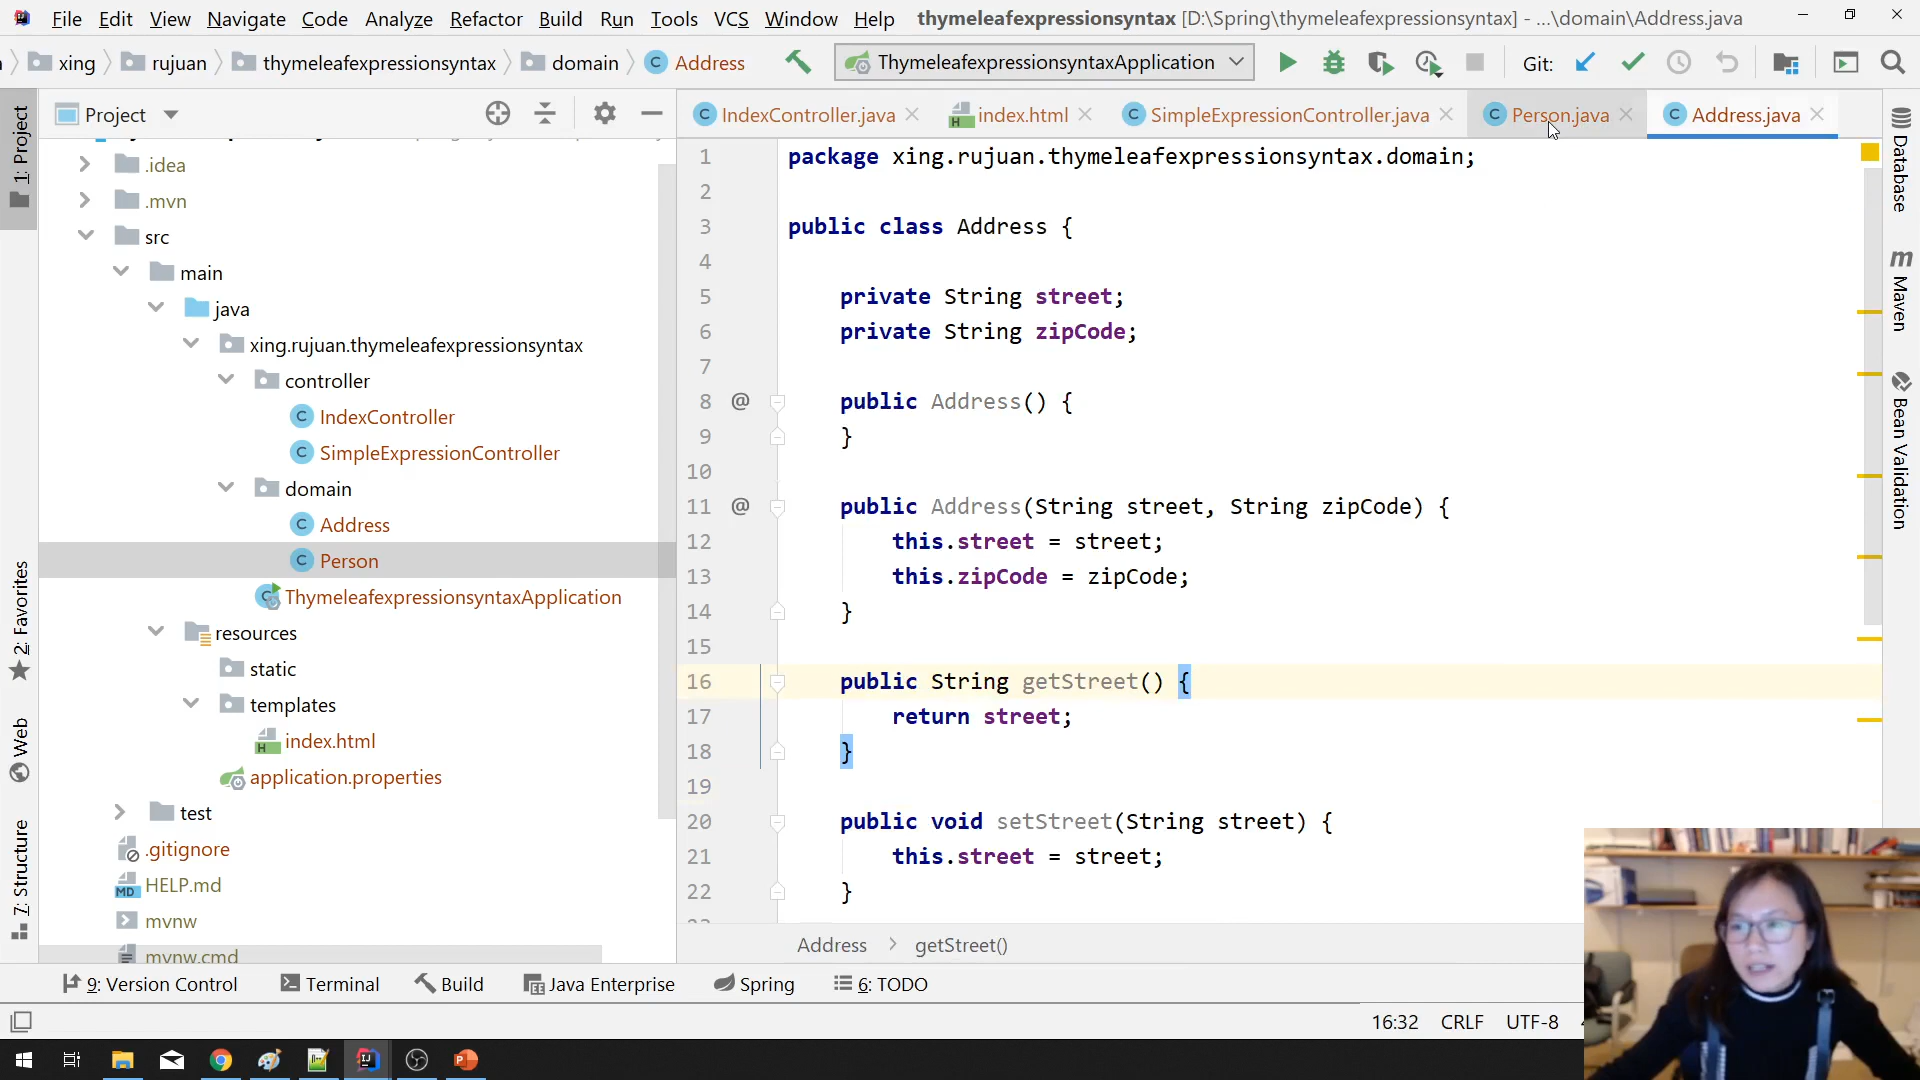 File Edit View Navigate Code Analyze Refactor Build Run Tools VCS Window Help thymeleafexpressionsyntax [D:\Spring\thymeleafexpressionsyntax] - ...\domain\Address.java
xing rujuan thymeleafexpressionsyntax domain Address ThymeleafexpressionsyntaxApplication Git:
Project
IndexController.java index.html SimpleExpressionController.java Person.java Address.java
1: Project
2: Favorites
Web
7: Structure
.idea
.mvn
src
main
java
xing.rujuan.thymeleafexpressionsyntax
controller
IndexController
SimpleExpressionController
domain
Address
Person
ThymeleafexpressionsyntaxApplication
resources
static
templates
index.html
application.properties
test
.gitignore
HELP.md
mvnw
mvnw.cmd
1 package xing.rujuan.thymeleafexpressionsyntax.domain;
2
3 public class Address {
4
5 private String street;
6 private String zipCode;
7
8 @ public Address() {
9 }
10
11 @ public Address(String street, String zipCode) {
12 this.street = street;
13 this.zipCode = zipCode;
14 }
15
16 public String getStreet() {
17 return street;
18 }
19
20 public void setStreet(String street) {
21 this.street = street;
22 }
Address getStreet()
Database
Maven
Bean Validation
9: Version Control Terminal Build Java Enterprise Spring 6: TODO
16:32 CRLF UTF-8